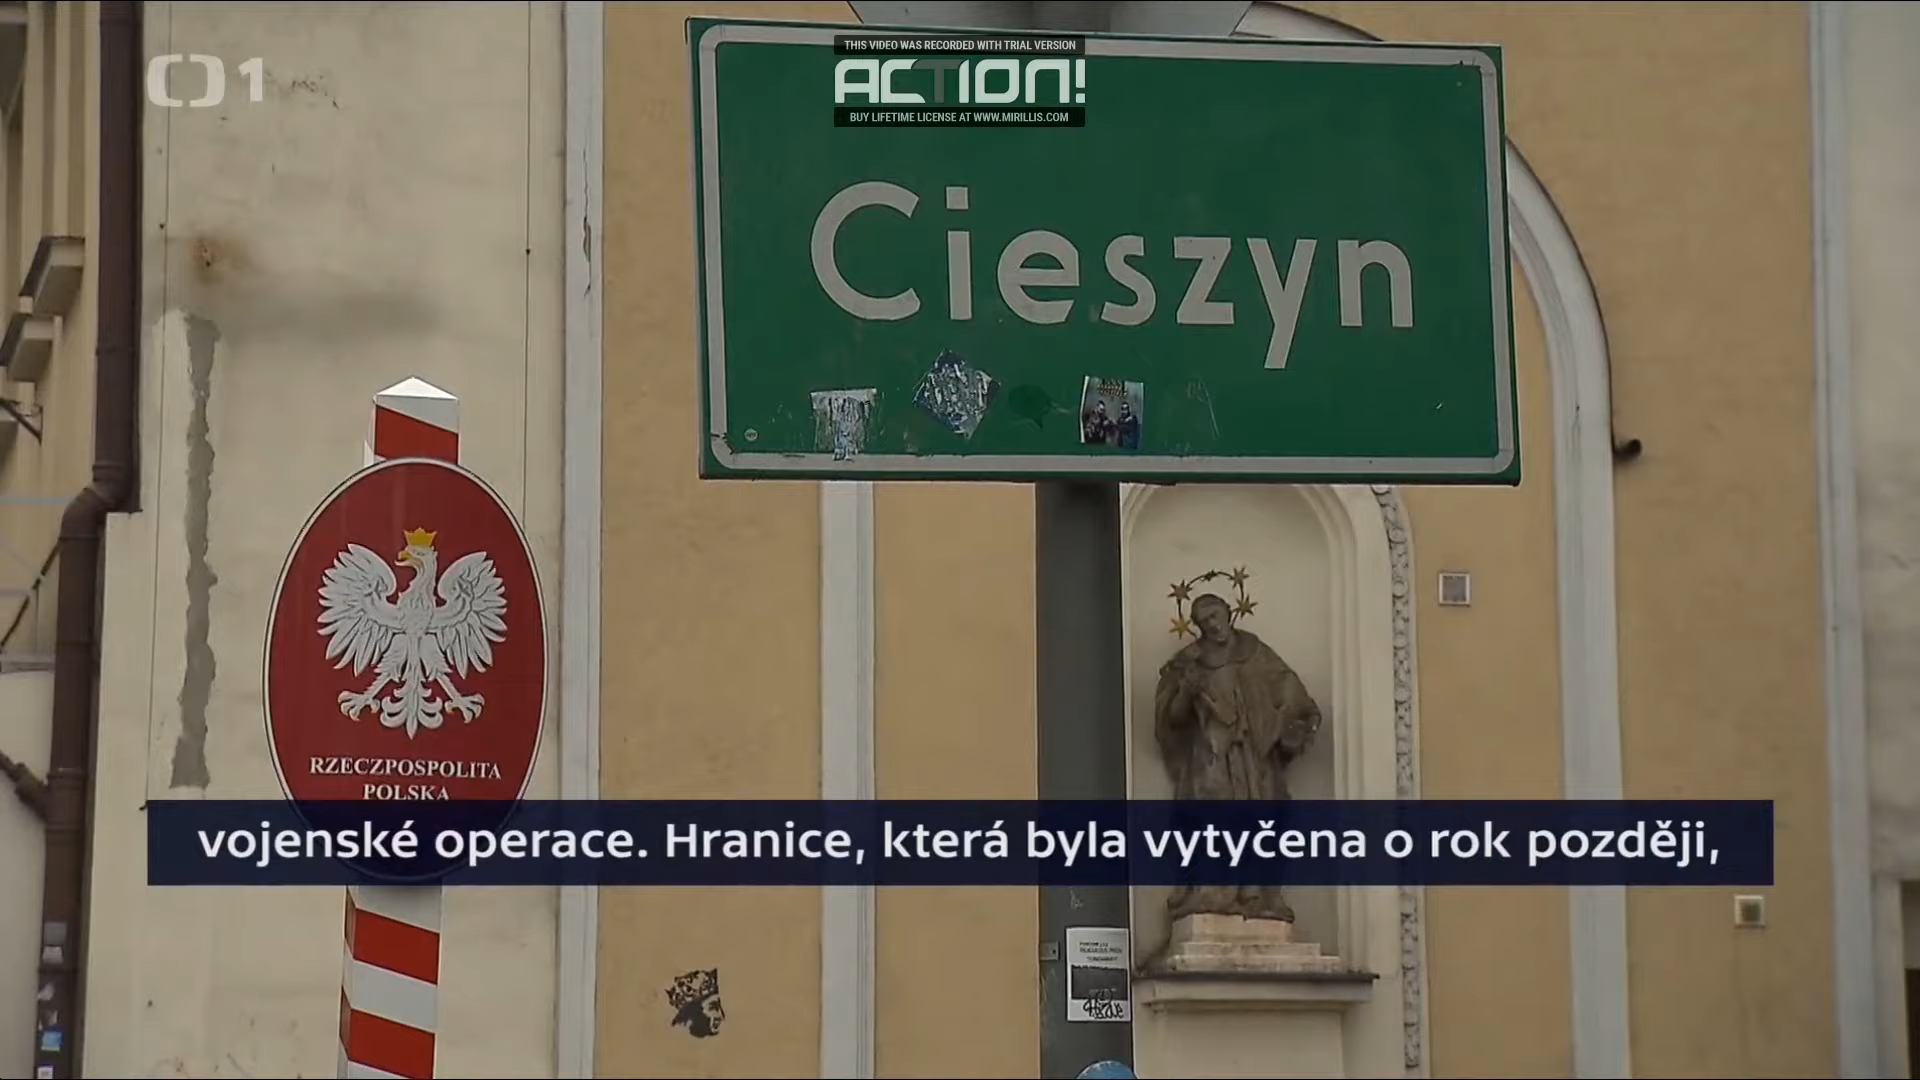 1
THIS VIDEO WAS RECORDED WITH TRIAL VERSION
ACTION!
BUY LIFETIME LICENSE AT WWW.MIRILLIS.COM
Cieszyn
RZECZPOSPOLITA
POLSKA
vojenské operace. Hranice, která byla vytyčena o rok později,